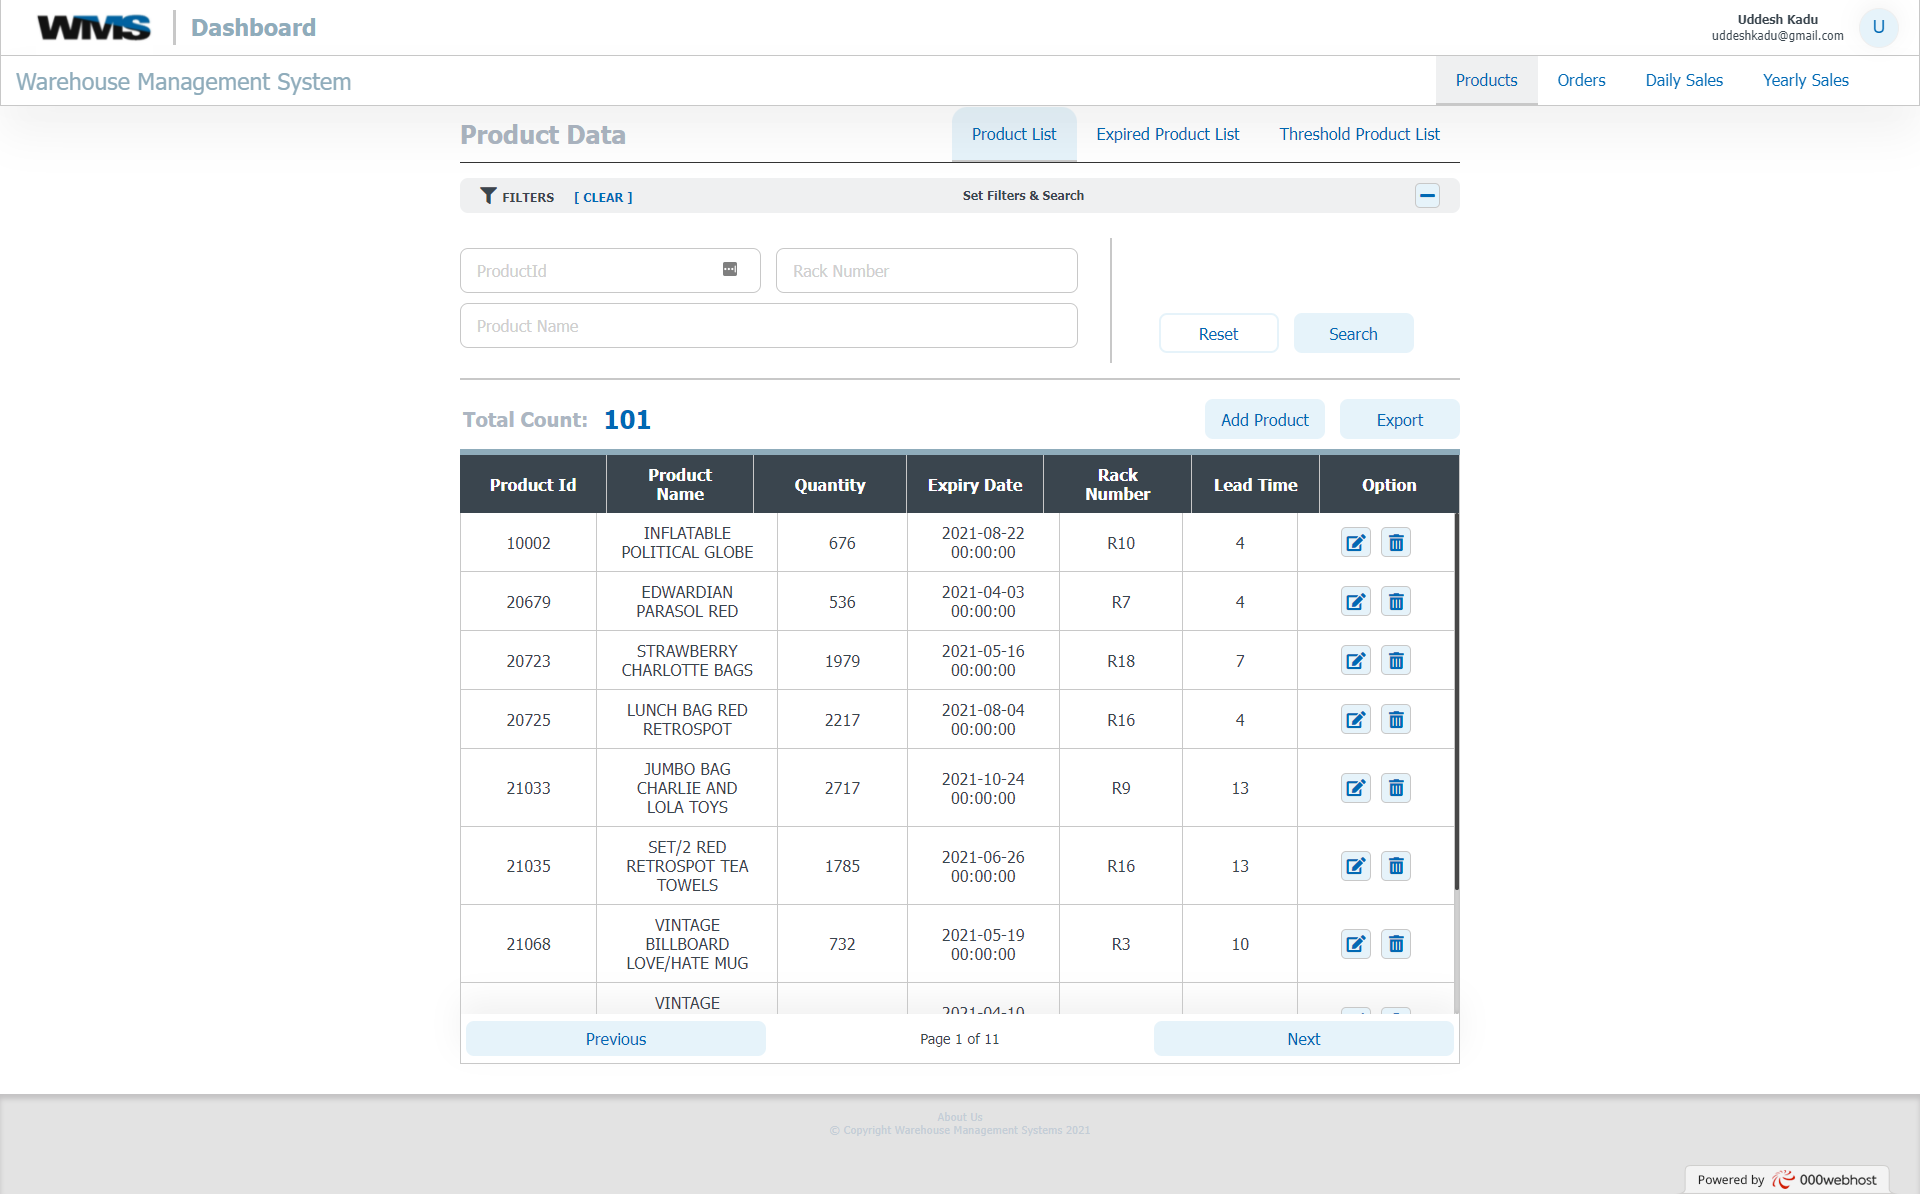 WMS
Dashboard
Uddesh Kadu
uddeshkadu@gmail.com
U
Warehouse Management System
Products
Orders
Daily Sales
Yearly Sales
Product Data
Product List
Expired Product List
Threshold Product List
FILTERS
[ CLEAR ]
Set Filters & Search
ProductId
Rack Number
Product Name
Reset
Search
Total Count: 101
Add Product
Export
Product Id
Product
Name
Quantity
Expiry Date
Rack
Number
Lead Time
Option
10002
INFLATABLE
POLITICAL GLOBE
676
2021-08-22
00:00:00
R10
4
20679
EDWARDIAN
PARASOL RED
536
2021-04-03
00:00:00
R7
4
20723
STRAWBERRY
CHARLOTTE BAGS
1979
2021-05-16
00:00:00
R18
7
20725
LUNCH BAG RED
RETROSPOT
2217
2021-08-04
00:00:00
R16
4
21033
JUMBO BAG
CHARLIE AND
LOLA TOYS
2717
2021-10-24
00:00:00
R9
13
21035
SET/2 RED
RETROSPOT TEA
TOWELS
1785
2021-06-26
00:00:00
R16
13
21068
VINTAGE
BILLBOARD
LOVE/HATE MUG
732
2021-05-19
00:00:00
R3
10
VINTAGE
2021-04-10
Previous
Page 1 of 11
Next
About Us
© Copyright Warehouse Management Systems 2021
Powered by 000webhost